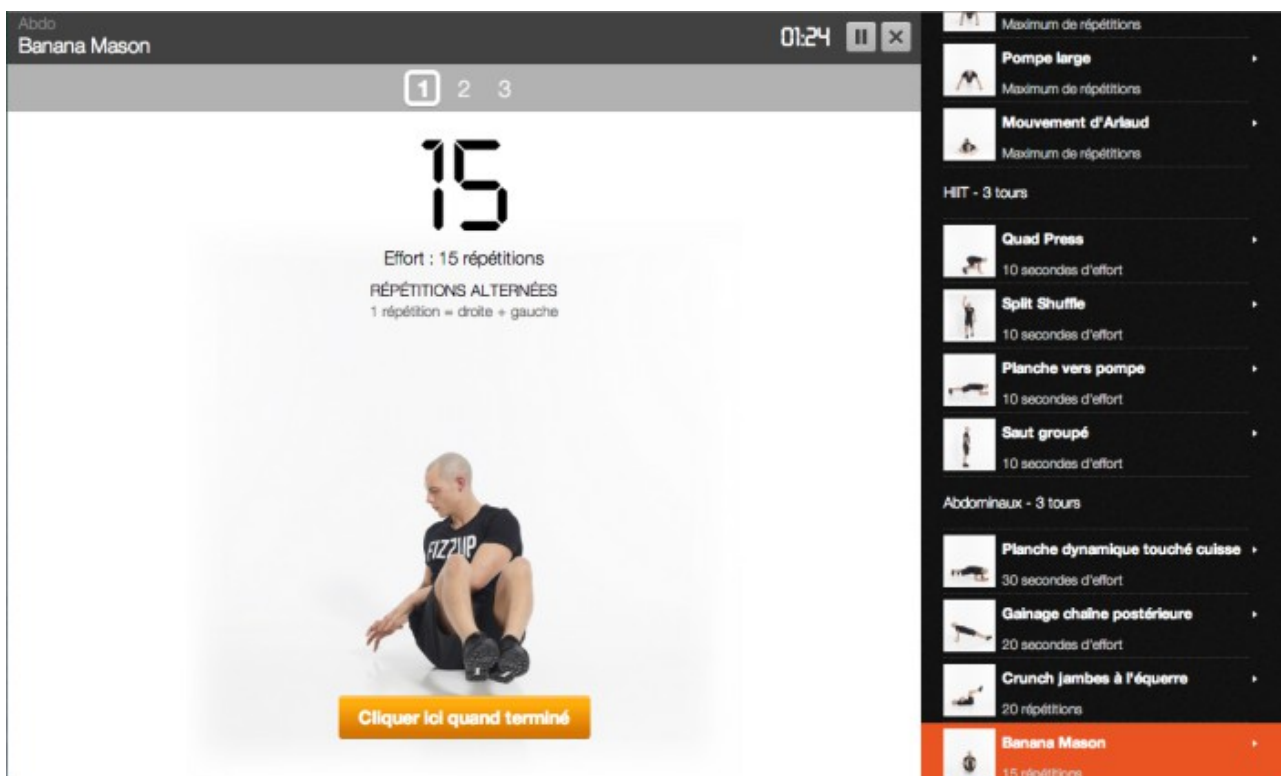 Abdo
Banana Mason
01:24
1 2 3
15
Effort : 15 répétitions
RÉPÉTITIONS ALTERNÉES
1 répétition = droite + gauche
FIZZUP
Cliquer ici quand terminé
Maximum de répétitions
Pompe large
Maximum de répétitions
Mouvement d'Arlaud
Maximum de répétitions
HIIT - 3 tours
Quad Press
10 secondes d'effort
Split Shuffle
10 secondes d'effort
Planche vers pompe
10 secondes d'effort
Saut groupé
10 secondes d'effort
Abdominaux - 3 tours
Planche dynamique touché cuisse
30 secondes d'effort
Gainage chaîne postérieure
20 secondes d'effort
Crunch jambes à l'équerre
20 répétitions
Banana Mason
15 répétitions